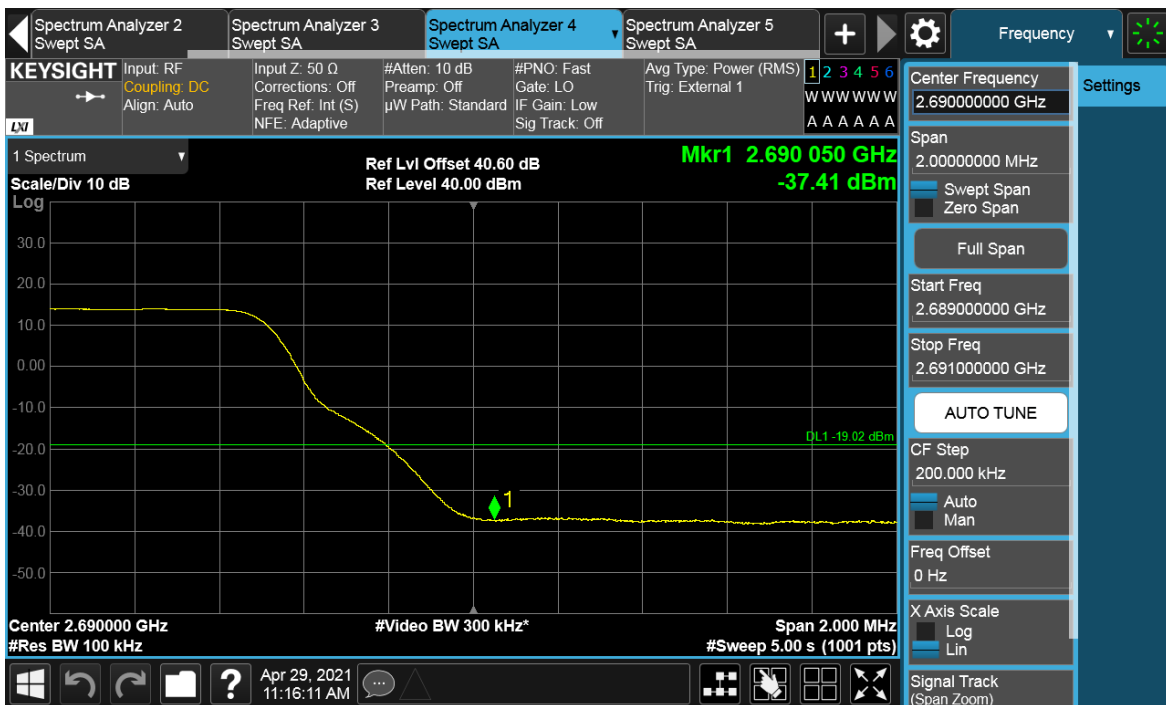 Spectrum Analyzer 2
Swept SA
Spectrum Analyzer 3
Swept SA
Spectrum Analyzer 4
Swept SA
Spectrum Analyzer 5
Swept SA
+
Frequency
KEYSIGHT
LXI
Input: RF
Coupling: DC
Align: Auto
Input Z: 50 Ω
Corrections: Off
Freq Ref: Int (S)
NFE: Adaptive
#Atten: 10 dB
Preamp: Off
µW Path: Standard
#PNO: Fast
Gate: LO
IF Gain: Low
Sig Track: Off
Avg Type: Power (RMS)
Trig: External 1
1 2 3 4 5 6
W W W W W W
A A A A A A
1 Spectrum
Scale/Div 10 dB
Ref Lvl Offset 40.60 dB
Ref Level 40.00 dBm
Mkr1 2.690 050 GHz
-37.41 dBm
Log
30.0
20.0
10.0
0.00
-10.0
-20.0
-30.0
-40.0
-50.0
DL1 -19.02 dBm
1
Center 2.690000 GHz
#Res BW 100 kHz
#Video BW 300 kHz*
Span 2.000 MHz
#Sweep 5.00 s (1001 pts)
Center Frequency
2.690000000 GHz
Span
2.00000000 MHz
Swept Span
Zero Span
Full Span
Start Freq
2.689000000 GHz
Stop Freq
2.691000000 GHz
AUTO TUNE
CF Step
200.000 kHz
Auto
Man
Freq Offset
0 Hz
X Axis Scale
Log
Lin
Signal Track
(Span Zoom)
Settings
?
Apr 29, 2021
11:16:11 AM